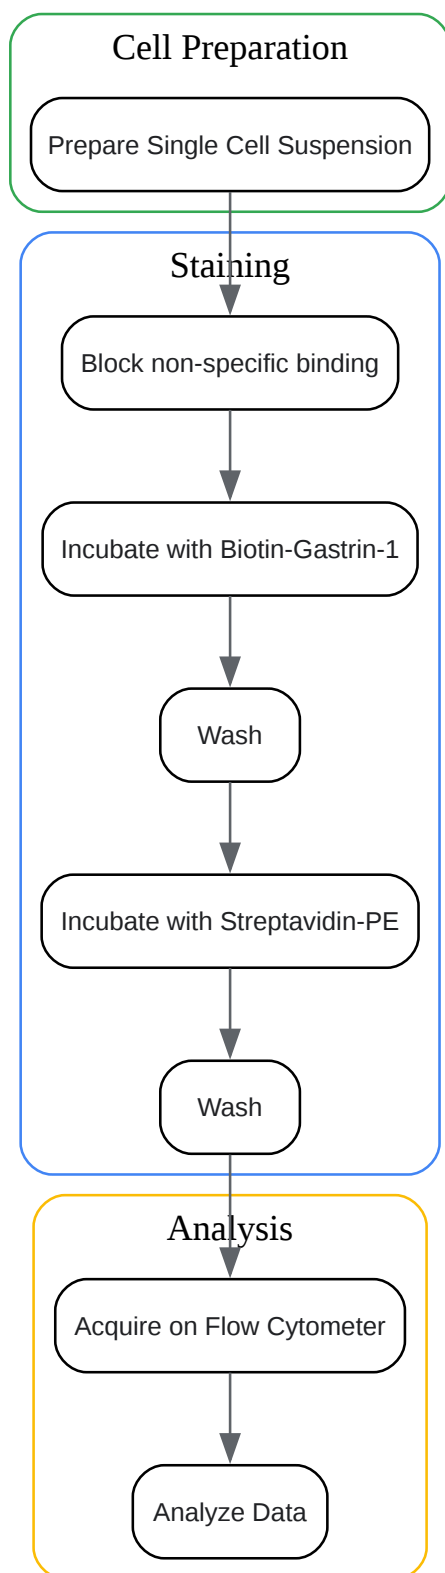 Cell Preparation
Prepare Single Cell Suspension
Staining
Block non-specific binding
Incubate with Biotin-Gastrin-1
Wash
Incubate with Streptavidin-PE
Wash
Analysis
Acquire on Flow Cytometer
Analyze Data